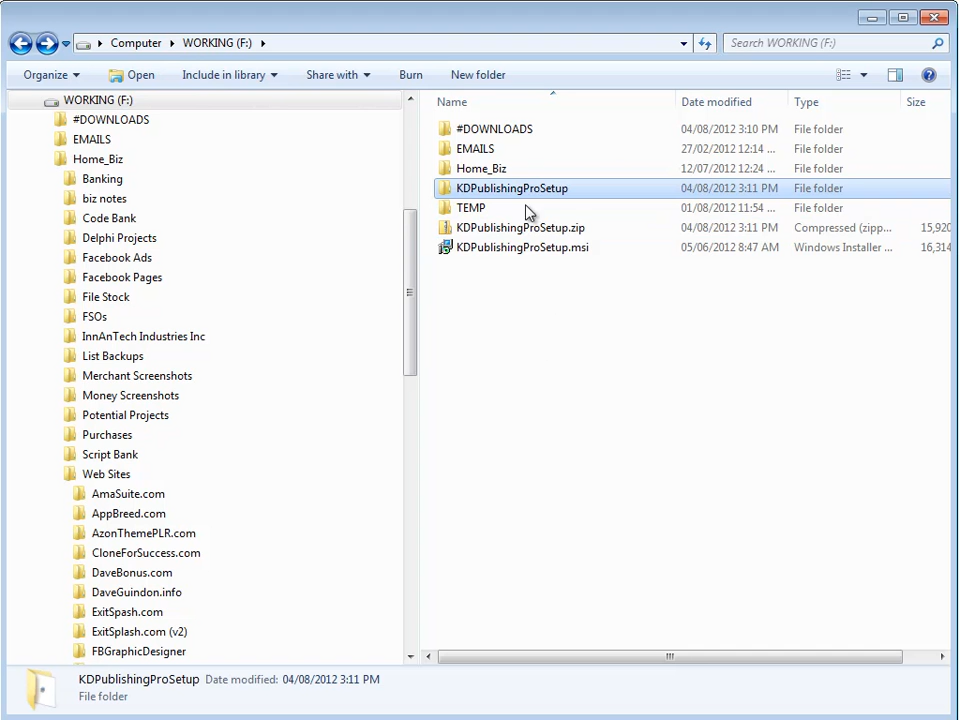 Computer WORKING (F:)
Search WORKING (F:)
Organize Open Include in library Share with Burn New folder
WORKING (F:)
#DOWNLOADS
EMAILS
Home_Biz
Banking
biz notes
Code Bank
Delphi Projects
Facebook Ads
Facebook Pages
File Stock
FSOs
InnAnTech Industries Inc
List Backups
Merchant Screenshots
Money Screenshots
Potential Projects
Purchases
Script Bank
Web Sites
AmaSuite.com
AppBreed.com
AzonThemePLR.com
CloneForSuccess.com
DaveBonus.com
DaveGuindon.info
ExitSpash.com
ExitSplash.com (v2)
FBGraphicDesigner
Name Date modified Type Size
#DOWNLOADS 04/08/2012 3:10 PM File folder
EMAILS 27/02/2012 12:14 ... File folder
Home_Biz 12/07/2012 12:24 ... File folder
KDPublishingProSetup 04/08/2012 3:11 PM File folder
TEMP 01/08/2012 11:54 ... File folder
KDPublishingProSetup.zip 04/08/2012 3:11 PM Compressed (zipp... 15,920
KDPublishingProSetup.msi 05/06/2012 8:47 AM Windows Installer ... 16,314
KDPublishingProSetup Date modified: 04/08/2012 3:11 PM
File folder